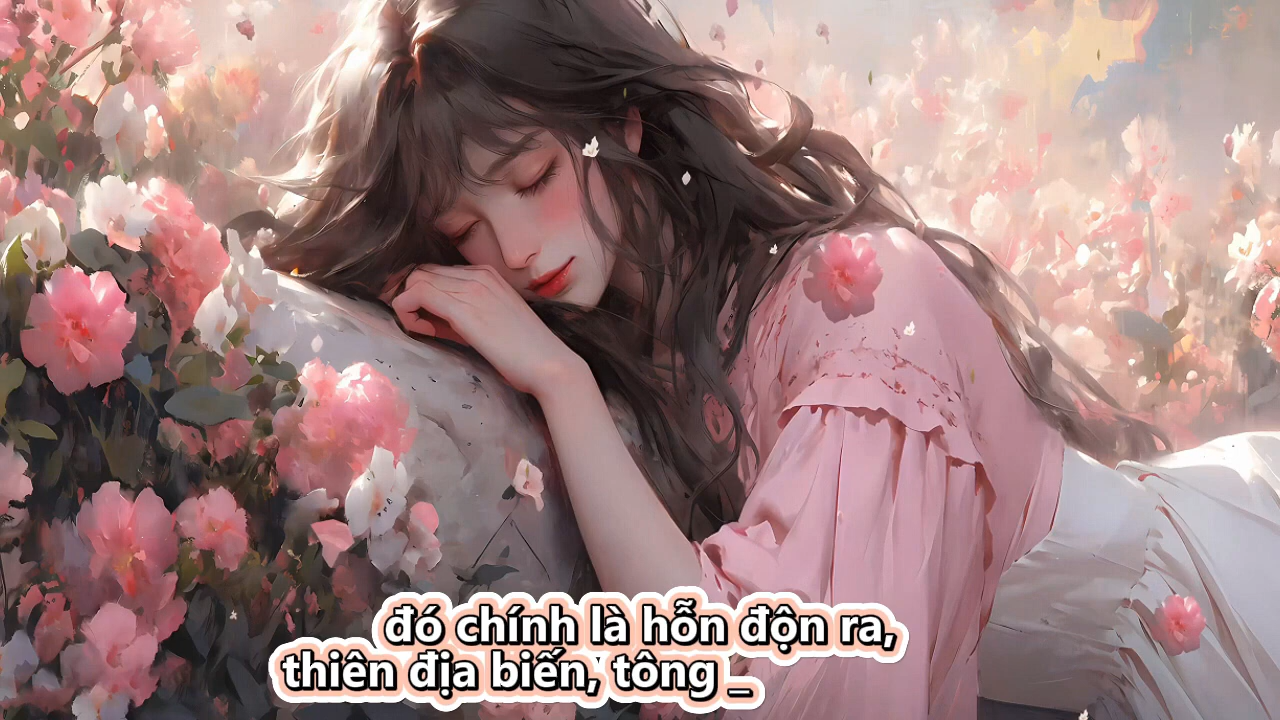 đó chính là hỗn độn ra,
thiên địa biến, tông _